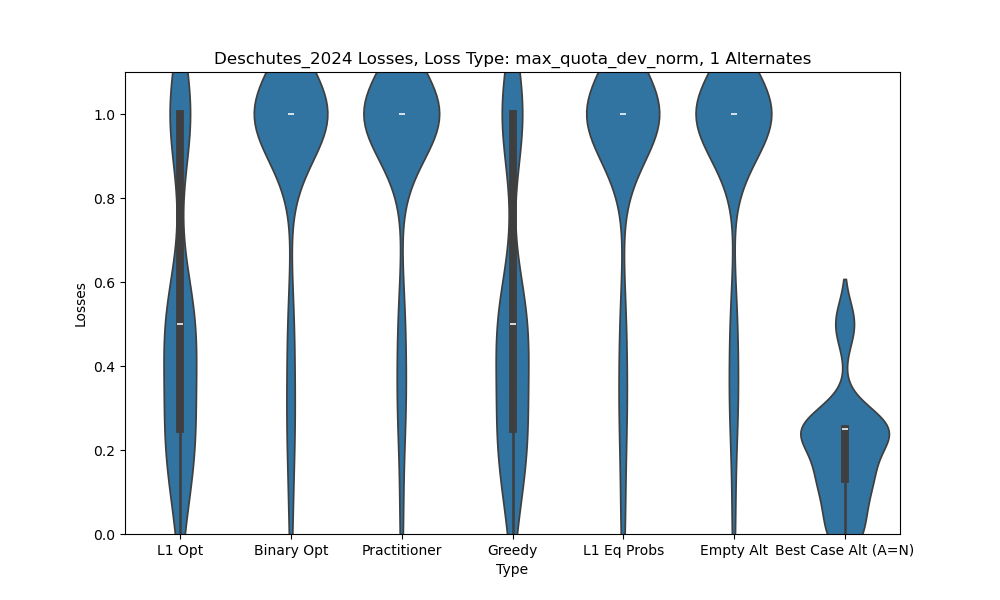 Deschutes_2024 Losses, Loss Type: max_quota_dev_norm, 1 Alternates
1.0
0.8
0.6
0.4
0.2
0.0
Losses
L1 Opt Binary Opt Practitioner Greedy L1 Eq Probs Empty Alt Best Case Alt (A=N)
Type